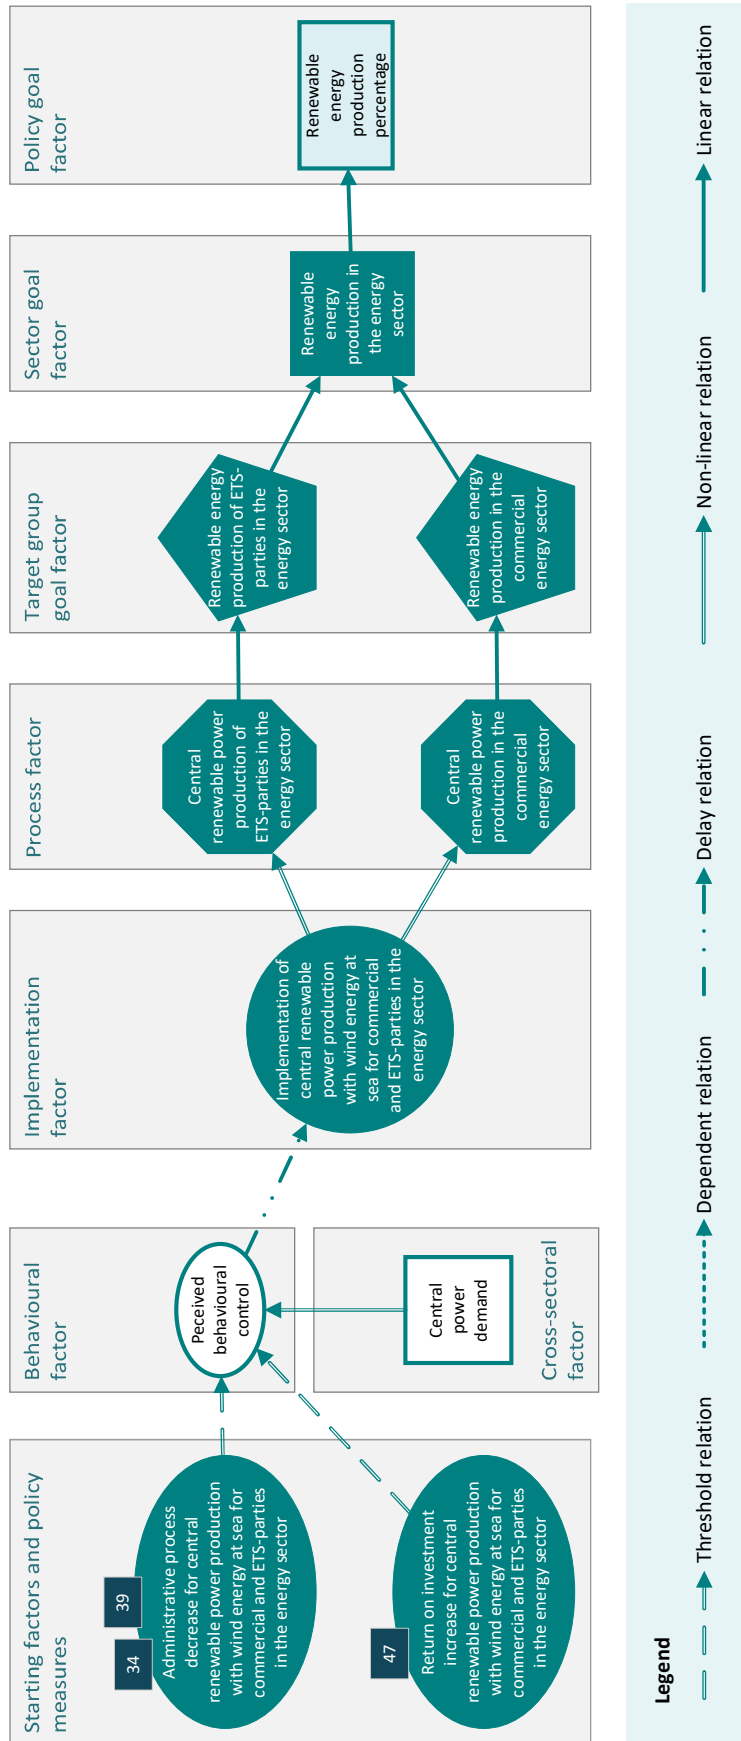 Starting factors and policy
measures
34
39
Administrative process
decrease for central
renewable power production
with wind energy at sea for
commercial and ETS-parties
in the energy sector
47
Return on investment
increase for central
renewable power production
with wind energy at sea for
commercial and ETS-parties
in the energy sector
Behavioural
factor
Perceived
behavioural
control
Central
power
demand
Cross-sectoral
factor
Implementation
factor
Implementation of
central renewable
power production
with wind energy at
sea for commercial
and ETS-parties in the
energy sector
Process factor
Central
renewable power
production of
ETS-parties in the
energy sector
Central
renewable power
production in the
commercial
energy sector
Target group
goal factor
Renewable energy
production of ETS-
parties in the
energy sector
Renewable energy
production in the
commercial
energy sector
Sector goal
factor
Renewable
energy
production in
the energy
sector
Policy goal
factor
Renewable
energy
production
percentage
Legend
Threshold relation
Dependent relation
Delay relation
Non-linear relation
Linear relation